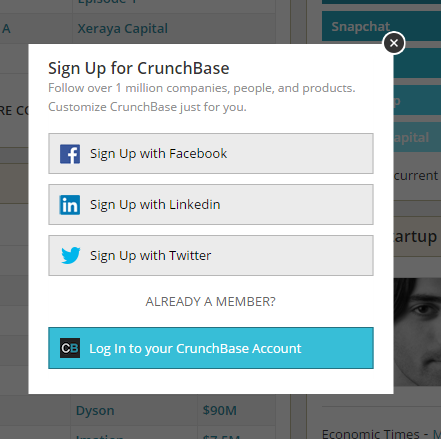 Episode 1
A Xeraya Capital
Snapchat
Sign Up for CrunchBase
Follow over 1 million companies, people, and products.
Customize CrunchBase just for you.
RE CO
apital
current
Sign Up with Facebook
in Sign Up with Linkedin
artup
Sign Up with Twitter
ALREADY A MEMBER?
CB Log In to your CrunchBase Account
Dyson $90M
Economic Times - M